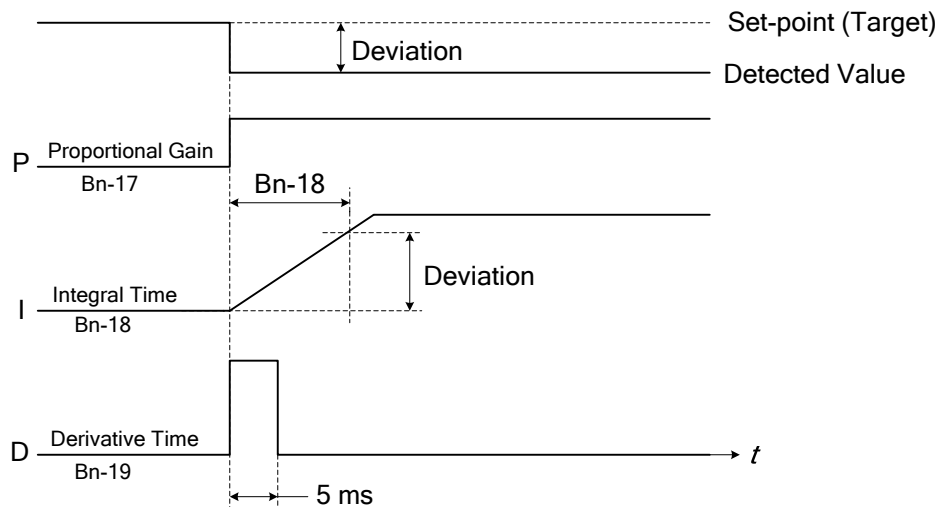 Set-point (Target)
Deviation
Detected Value
P
Proportional Gain
Bn-17
Bn-18
Deviation
I
Integral Time
Bn-18
D
Derivative Time
Bn-19
t
5 ms